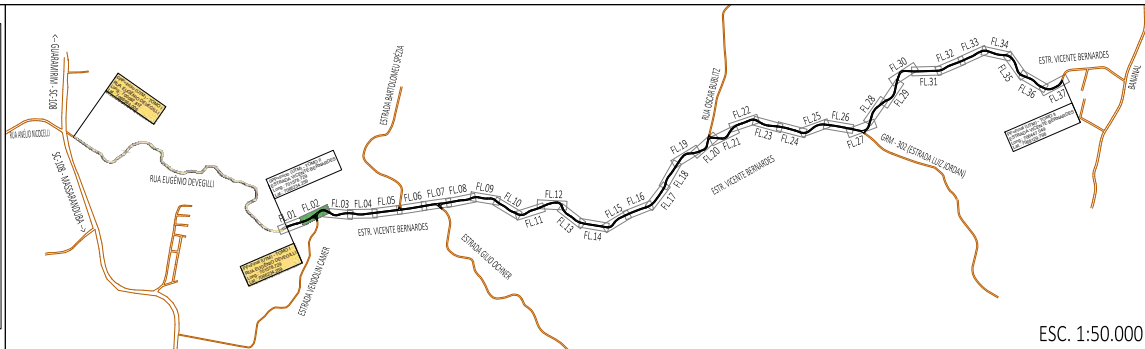 <- GUARAMIRIM - SC-108
RUA ANÉLIO NICOCELLI
SC-108 - MASSARANDUBA ->
RUA EUGÊNIO DEVEGILLI
ESTRADA VENDOLIN CAMER
FL.01
FL.02
FL.03
FL.04
FL.05
FL.06
FL.07
FL.08
FL.09
FL.10
FL.11
FL.12
FL.13
FL.14
FL.15
FL.16
FL.17
FL.18
FL.19
FL.20
FL.21
FL.22
FL.23
FL.24
FL.25
FL.26
FL.27
FL.28
FL.29
FL.30
FL.31
FL.32
FL.33
FL.34
FL.35
FL.36
FL.37
ESTRADA BARTOLOMEU SPÉZIA
ESTR. VICENTE BERNARDES
ESTRADA GILIO OCHNER
RUA OSCAR BUBLITZ
ESTR. VICENTE BERNARDES
GRM - 302 (ESTRADA LUIZ JORDAN)
ESTR. VICENTE BERNARDES
BANANAL
ESC. 1:50.000